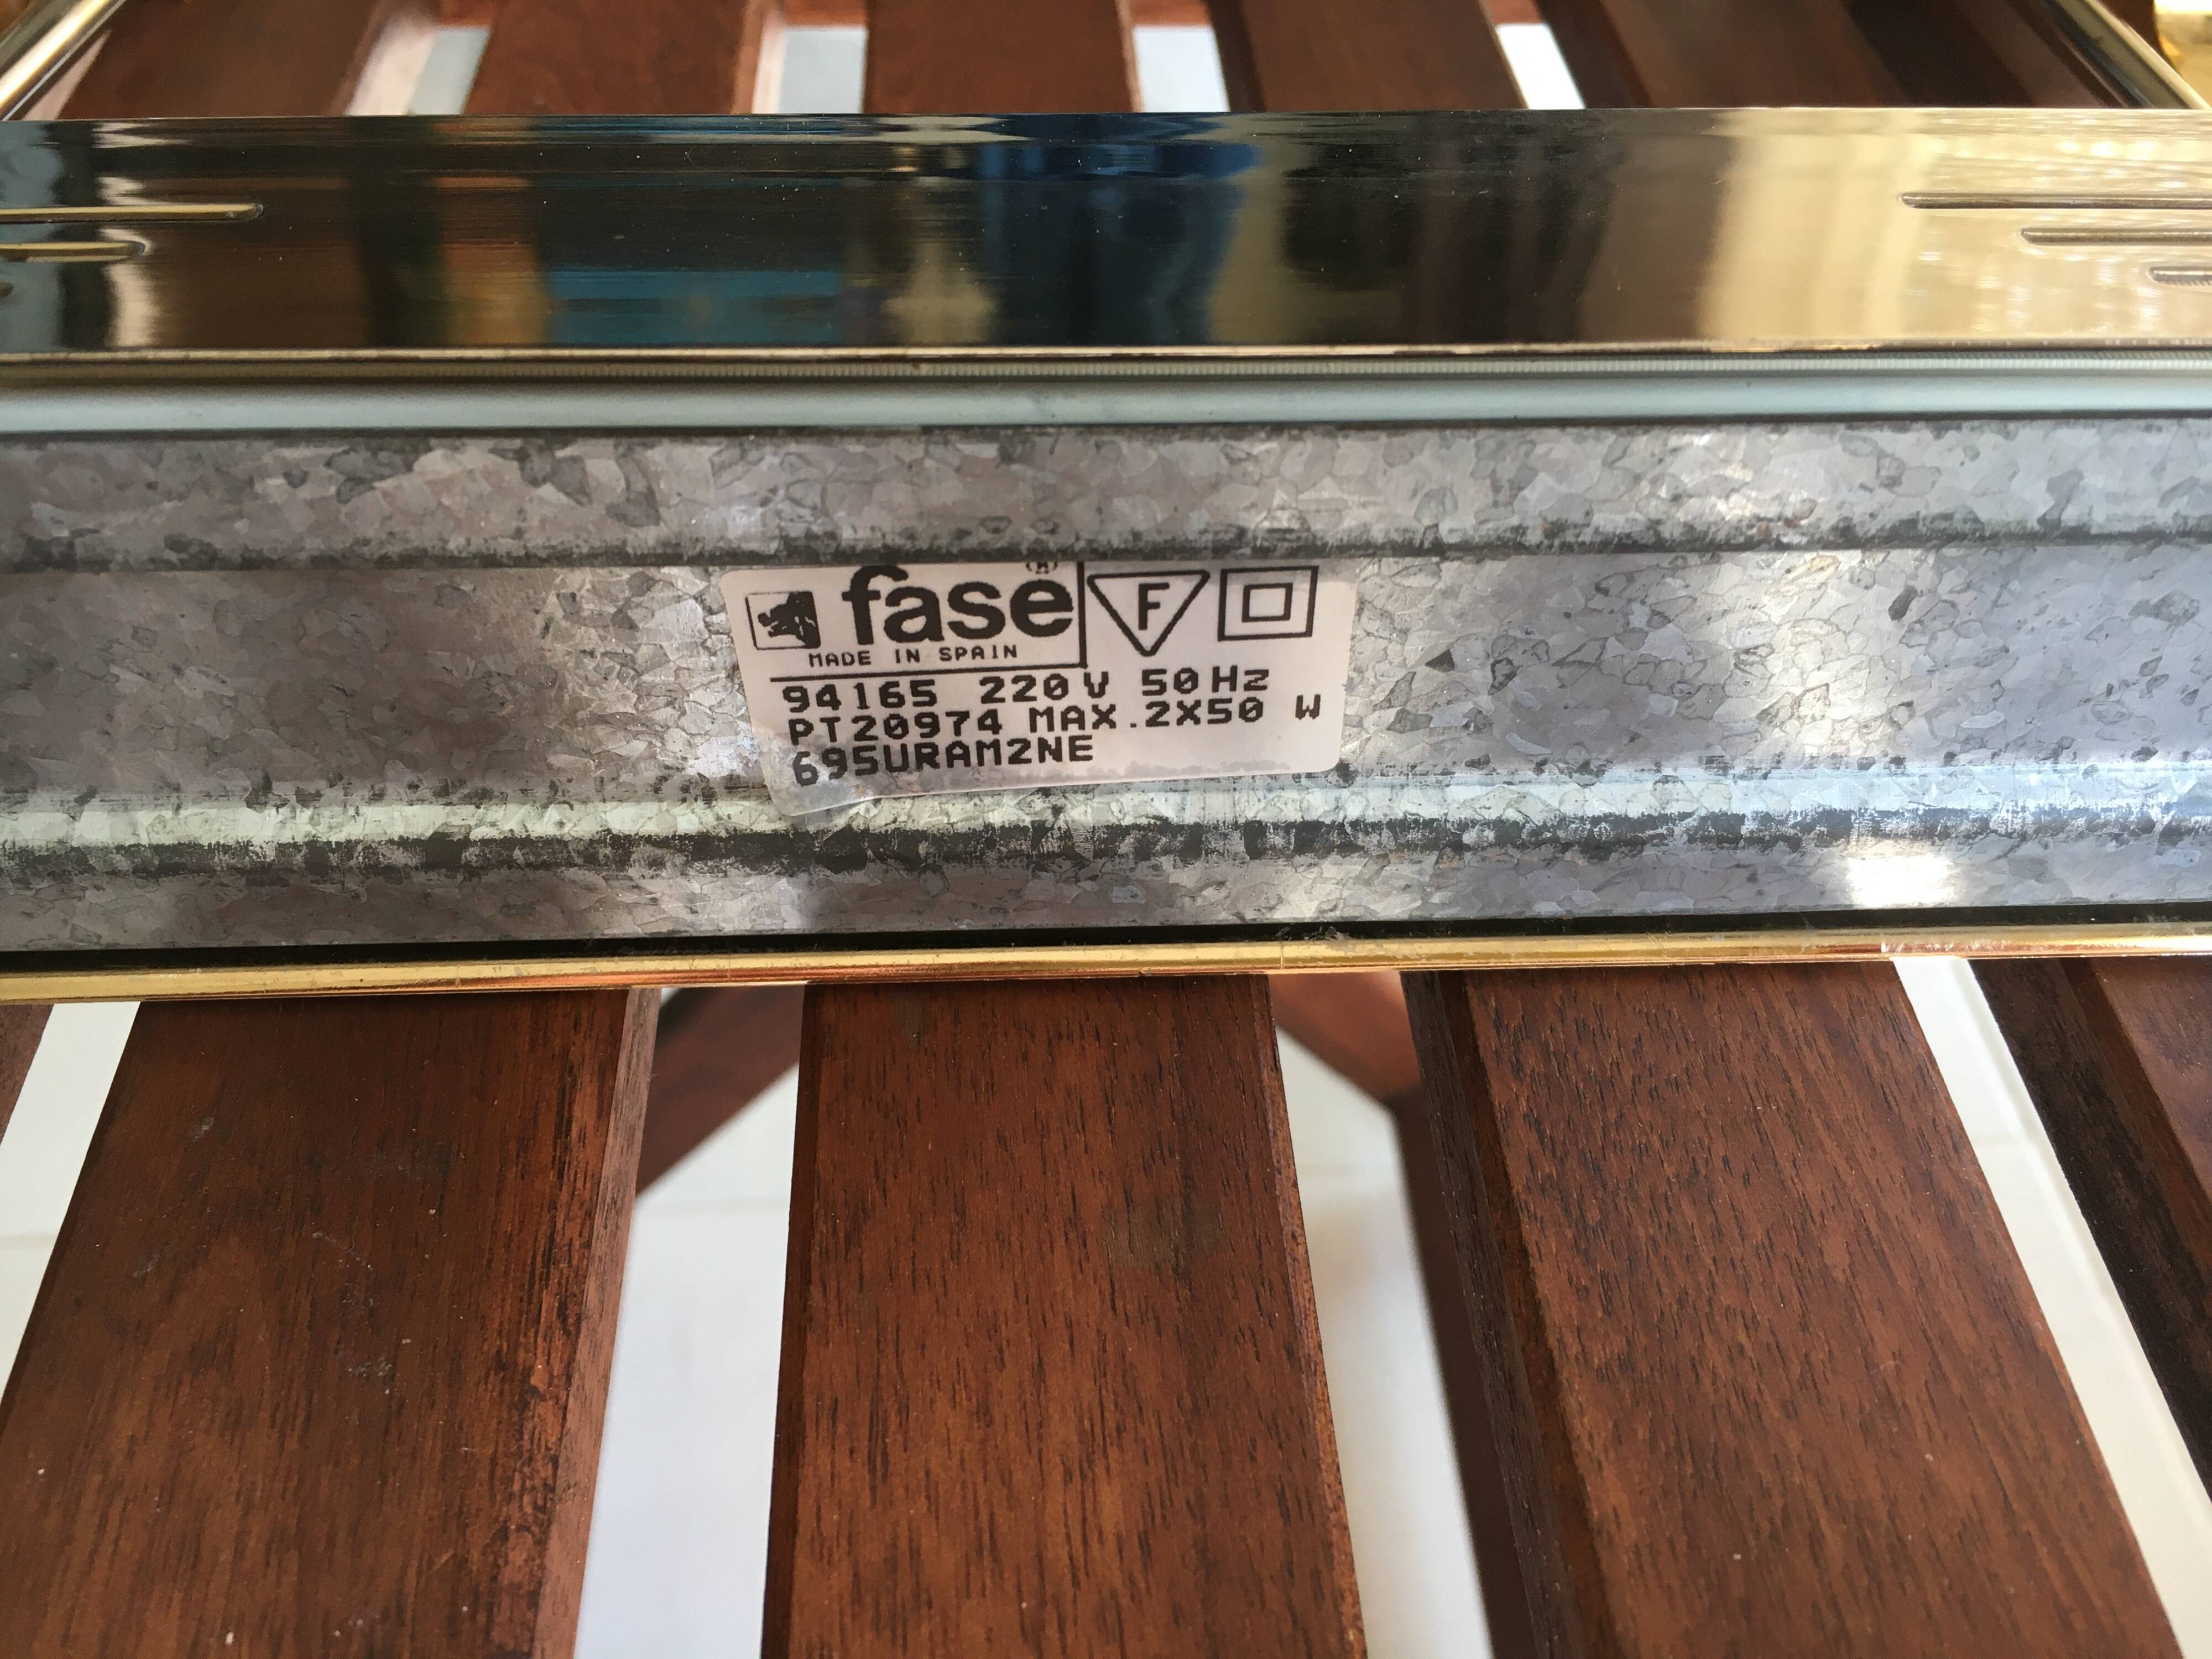 fase®
F
MADE IN SPAIN
94165 220V 50Hz
PT20974 MAX.2X50 W
695URAM2NE